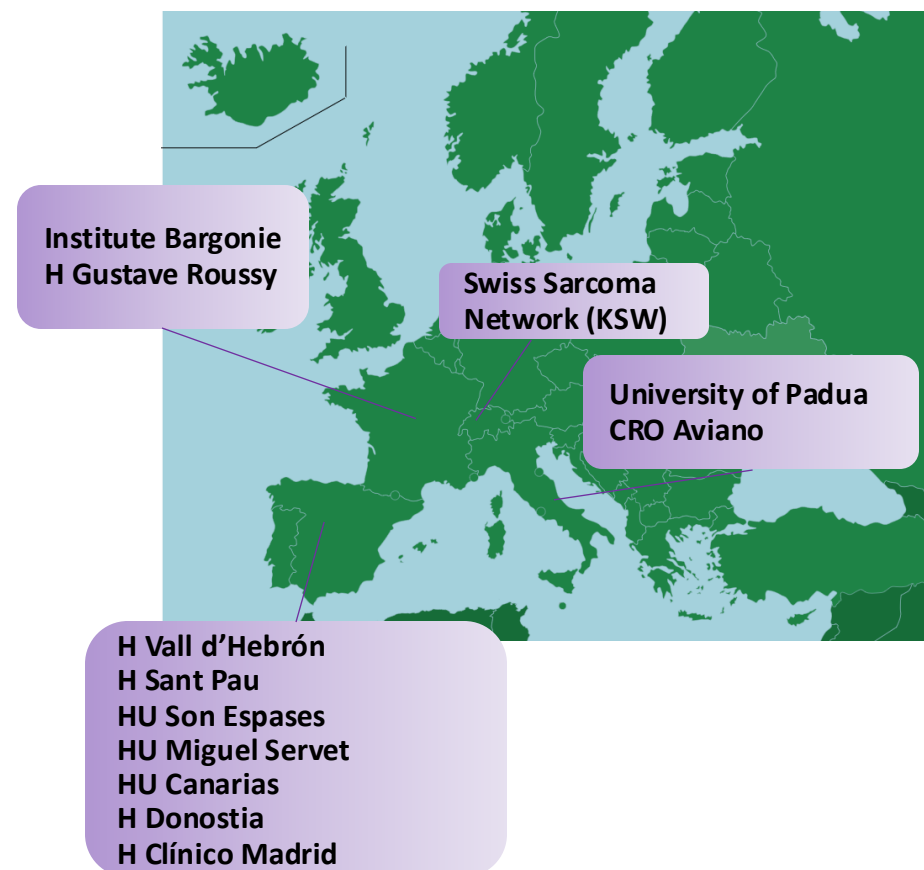 Institute Bargonie
H Gustave Roussy
Swiss Sarcoma
Network (KSW)
University of Padua
CRO Aviano
H Vall d’Hebrón
H Sant Pau
HU Son Espases
HU Miguel Servet
HU Canarias
H Donostia
H Clínico Madrid